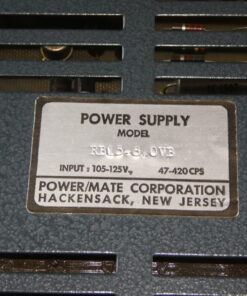 POWER SUPPLY
MODEL
INPUT : 105-125V, 47-420 CPS
POWER/MATE CORPORATION
HACKENSACK, NEW JERSEY